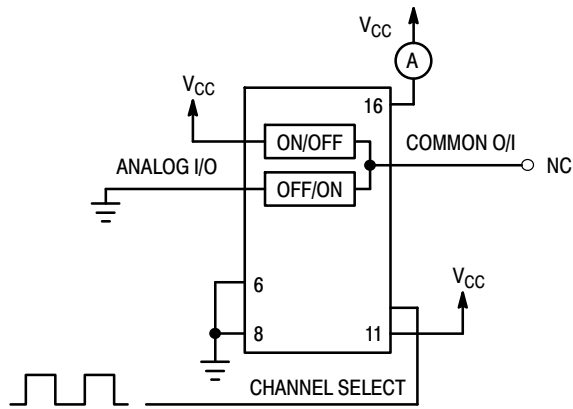 VCC
A
VCC
16
ON/OFF
COMMON O/I
NC
ANALOG I/O
OFF/ON
6
VCC
8
11
CHANNEL SELECT